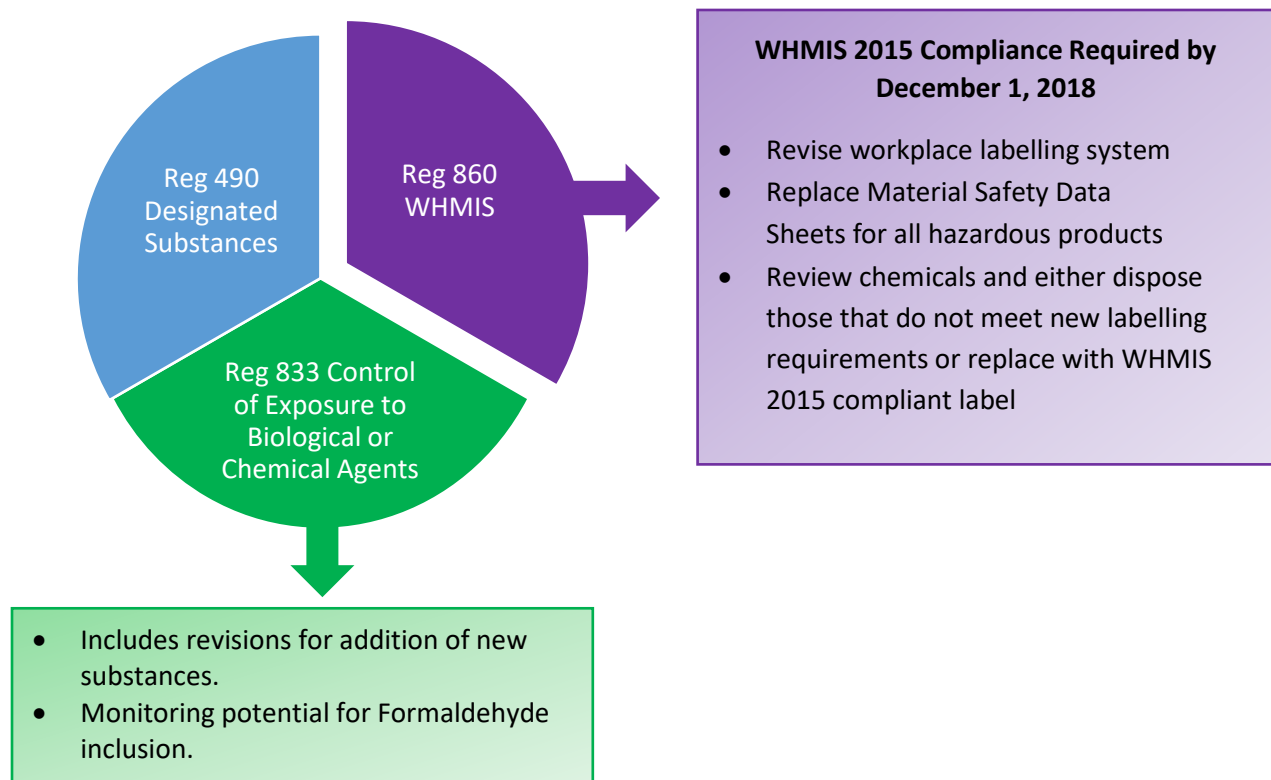 Reg 490
Designated
Substances
Reg 860
WHMIS
Reg 833 Control
of Exposure to
Biological or
Chemical Agents
WHMIS 2015 Compliance Required by
December 1, 2018
• Revise workplace labelling system
• Replace Material Safety Data
Sheets for all hazardous products
• Review chemicals and either dispose
those that do not meet new labelling
requirements or replace with WHMIS
2015 compliant label
• Includes revisions for addition of new
substances.
• Monitoring potential for Formaldehyde
inclusion.